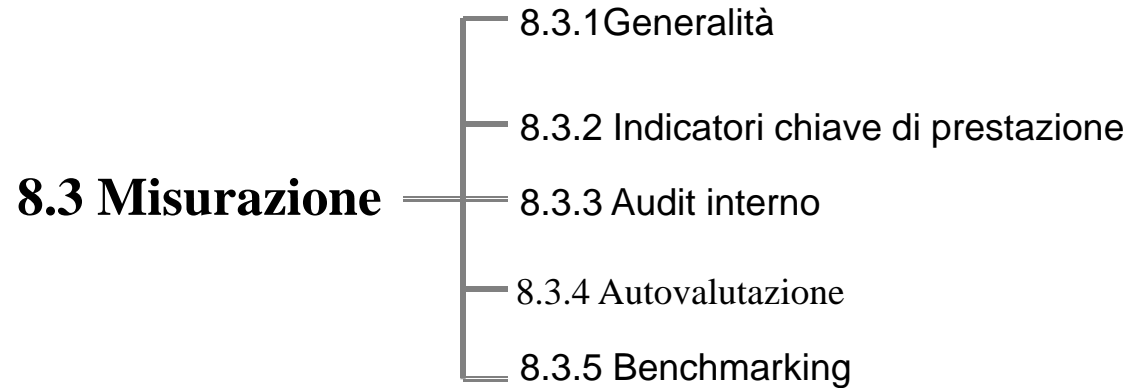 8.3 Misurazione
8.3.1Generalità
8.3.2 Indicatori chiave di prestazione
8.3.3 Audit interno
8.3.4 Autovalutazione
8.3.5 Benchmarking